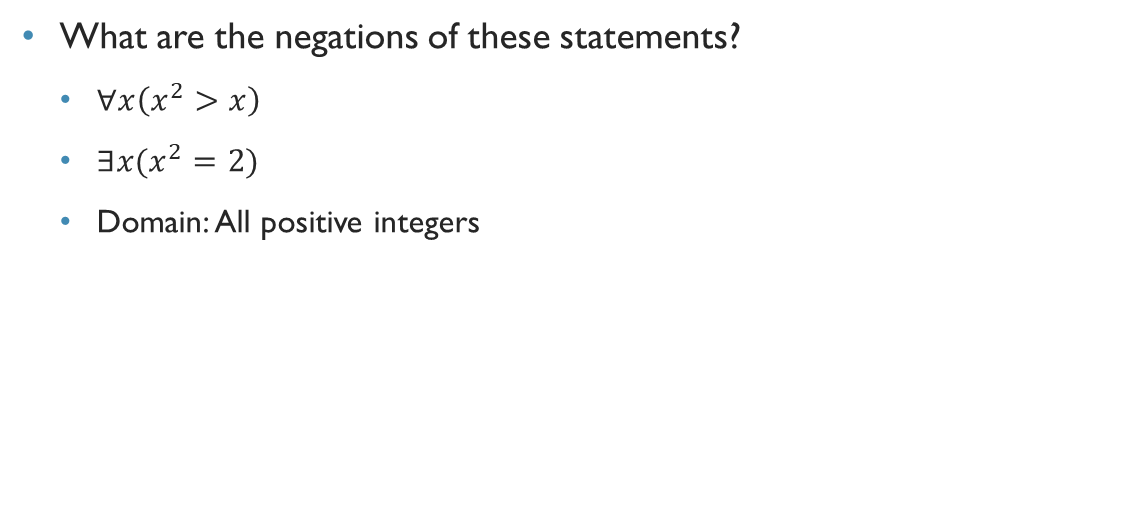 • What are the negations of these statements?
• ∀x(x² > x)
• ∃x(x² = 2)
• Domain: All positive integers